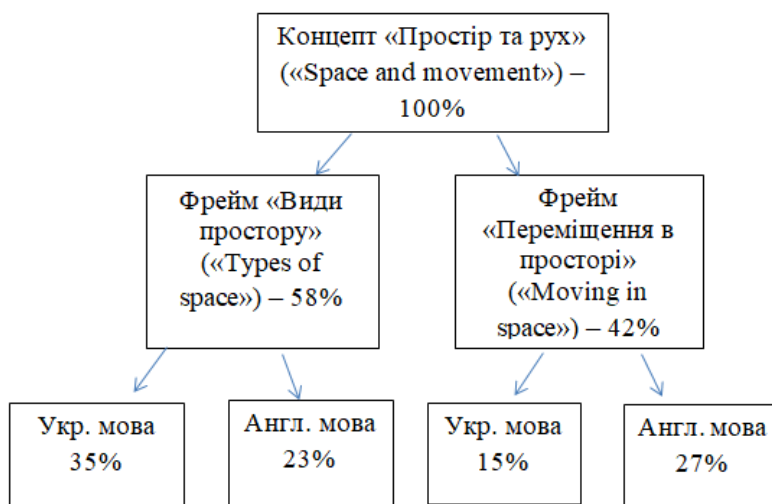 Концепт «Простір та рух»
(«Space and movement») –
100%
Фрейм «Види
простору»
(«Types of
space») – 58%
Фрейм
«Переміщення в
просторі»
(«Moving in
space») – 42%
Укр. мова
35%
Англ. мова
23%
Укр. мова
15%
Англ. мова
27%